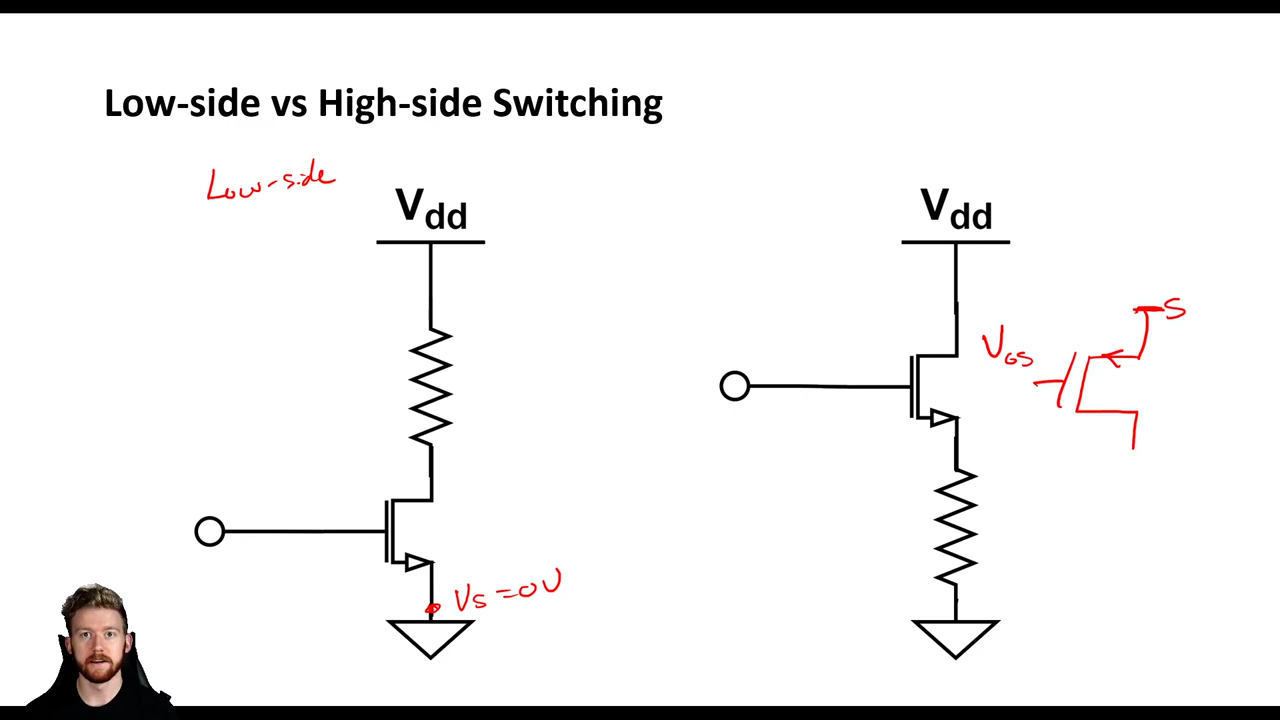 Low-side vs High-side Switching
Low-side
Vdd
Vdd
S
VGS
Vs = 0V